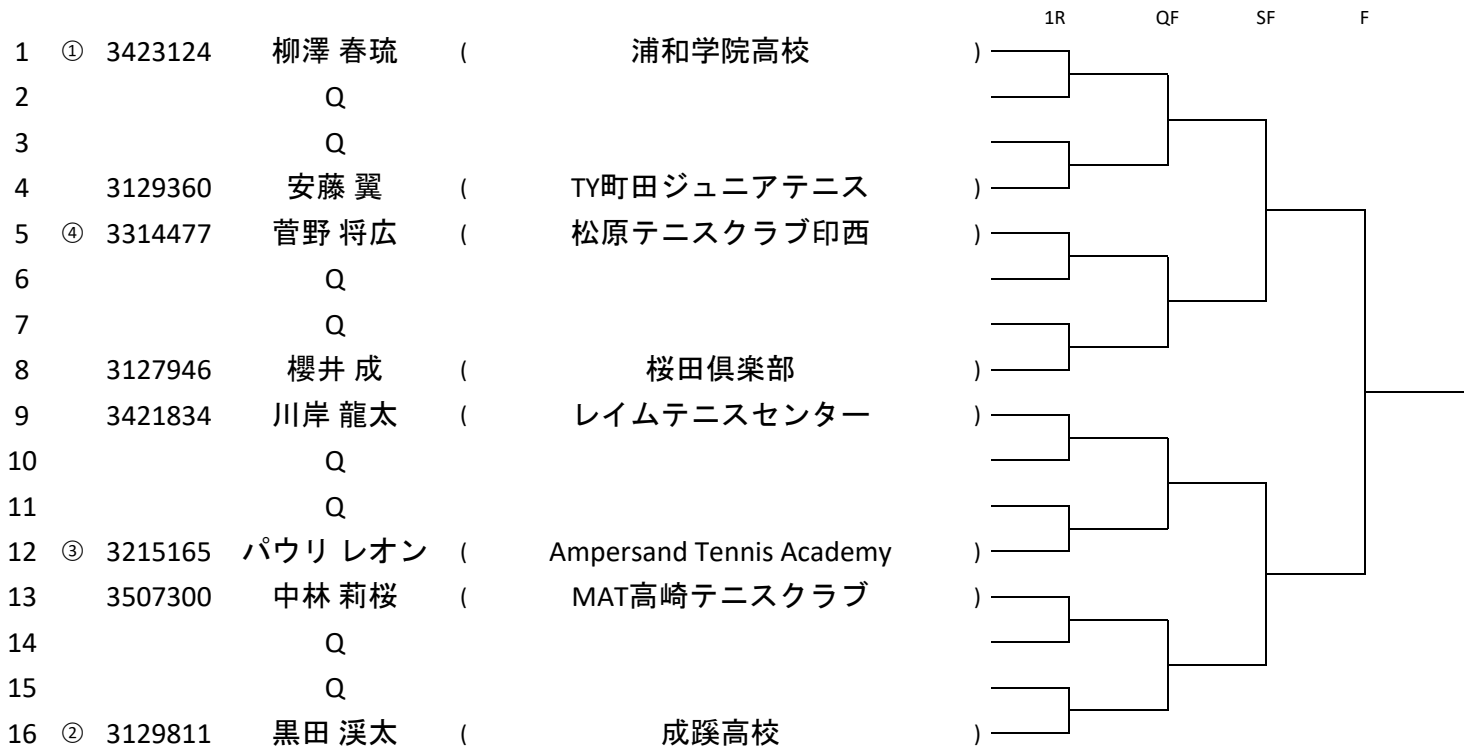 1R QF SF F
1 ① 3423124 柳澤 春琉 ( 浦和学院高校 )
2 Q
3 Q
4 3129360 安藤 翼 ( TY町田ジュニアテニス )
5 ④ 3314477 菅野 将広 ( 松原テニスクラブ印西 )
6 Q
7 Q
8 3127946 櫻井 成 ( 桜田倶楽部 )
9 3421834 川岸 龍太 ( レイムテニスセンター )
10 Q
11 Q
12 ③ 3215165 パウリ レオン ( Ampersand Tennis Academy )
13 3507300 中林 莉桜 ( MAT高崎テニスクラブ )
14 Q
15 Q
16 ② 3129811 黒田 渓太 ( 成蹊高校 )